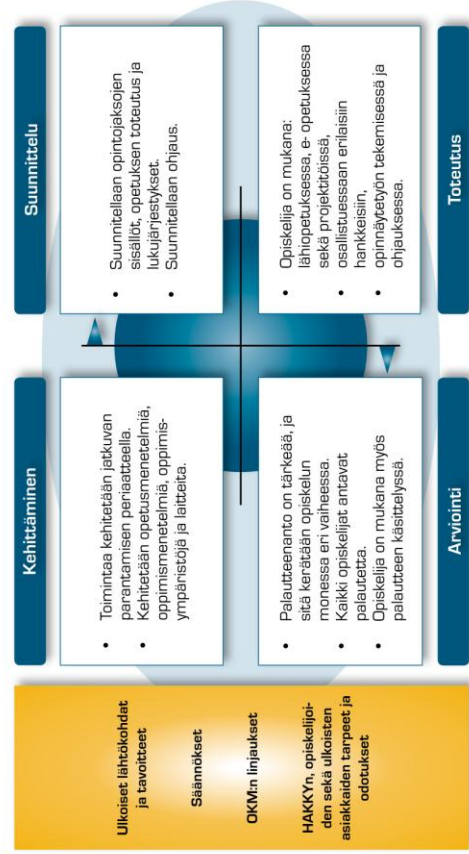 Ulkoiset lähtökohdat
ja tavoitteet
Säännökset
OKM:n linjaukset
HAKKYn, opiskelijoi-
den sekä ulkoisten
asiakkaiden tarpeet ja
odotukset
Kehittäminen
• Toimintaa kehitetään jatkuvan
parantamisen periaatteella.
• Kehitetään opetusmenetelmiä,
oppimismenetelmiä, oppimis-
ympäristöjä ja laitteita.
Suunnittelu
• Suunnitellaan opintojaksojen
sisällöt, opetuksen toteutus ja
lukujärjestykset.
• Suunnitellaan ohjaus.
• Palautteenanto on tärkeää, ja
sitä kerätään opiskelun
monessa eri vaiheessa.
• Kaikki opiskelijat antavat
palautetta.
• Opiskelija on mukana myös
palautteen käsittelyssä.
Arviointi
• Opiskelija on mukana:
lähiopetuksessa, e- opetuksessa
sekä projektitöissä,
• osallistuessaan erilaisiin
hankkeisiin,
• opinnäytetyön tekemisessä ja
ohjauksessa.
Toteutus